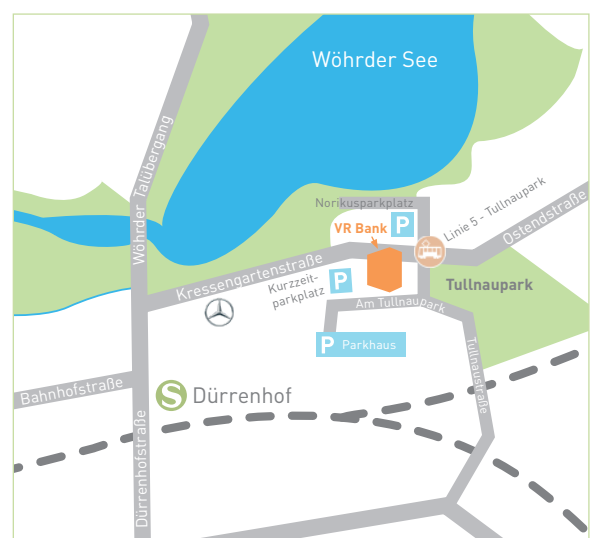 Wöhrder See
Wöhrder Talübergang
Norikusparkplatz
P
VR Bank
Linie 5 - Tullnaupark
Ostendstraße
Kressengartenstraße
Kurzzeit-
parkplatz
P
Tullnaupark
Am Tullnaupark
P Parkhaus
Tullnaustraße
Bahnhofstraße
S Dürrenhof
Dürrenhofstraße